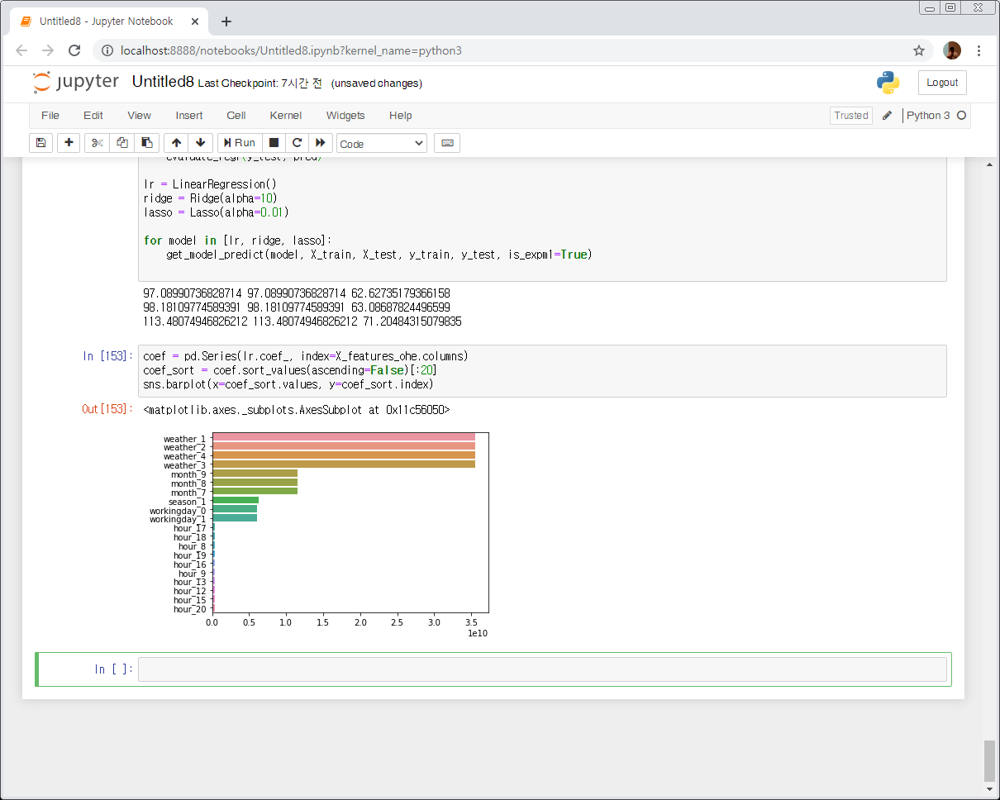 Untitled8 - Jupyter Notebook
localhost:8888/notebooks/Untitled8.ipynb?kernel_name=python3
jupyter Untitled8 Last Checkpoint: 7시간 전 (unsaved changes) Logout
File Edit View Insert Cell Kernel Widgets Help Trusted Python 3
Run Code
evaluate_regr(y_test, pred)
lr = LinearRegression()
ridge = Ridge(alpha=10)
lasso = Lasso(alpha=0.01)
for model in [lr, ridge, lasso]:
get_model_predict(model, X_train, X_test, y_train, y_test, is_expm1=True)
97.08990736828714 97.08990736828714 62.62735179366158
98.18109774589391 98.18109774589391 63.08687824496599
113.48074946826212 113.48074946826212 71.20484315079835
In [153]: coef = pd.Series(lr.coef_, index=X_features_ohe.columns)
coef_sort = coef.sort_values(ascending=False)[:20]
sns.barplot(x=coef_sort.values, y=coef_sort.index)
Out[153]: <matplotlib.axes._subplots.AxesSubplot at 0x11c56050>
weather_1
weather_2
weather_4
weather_3
month_9
month_8
month_7
season_1
workingday_0
workingday_1
hour_17
hour_18
hour_8
hour_19
hour_16
hour_9
hour_13
hour_12
hour_15
hour_20
0.0 0.5 1.0 1.5 2.0 2.5 3.0 3.5
1e10
In [ ]: